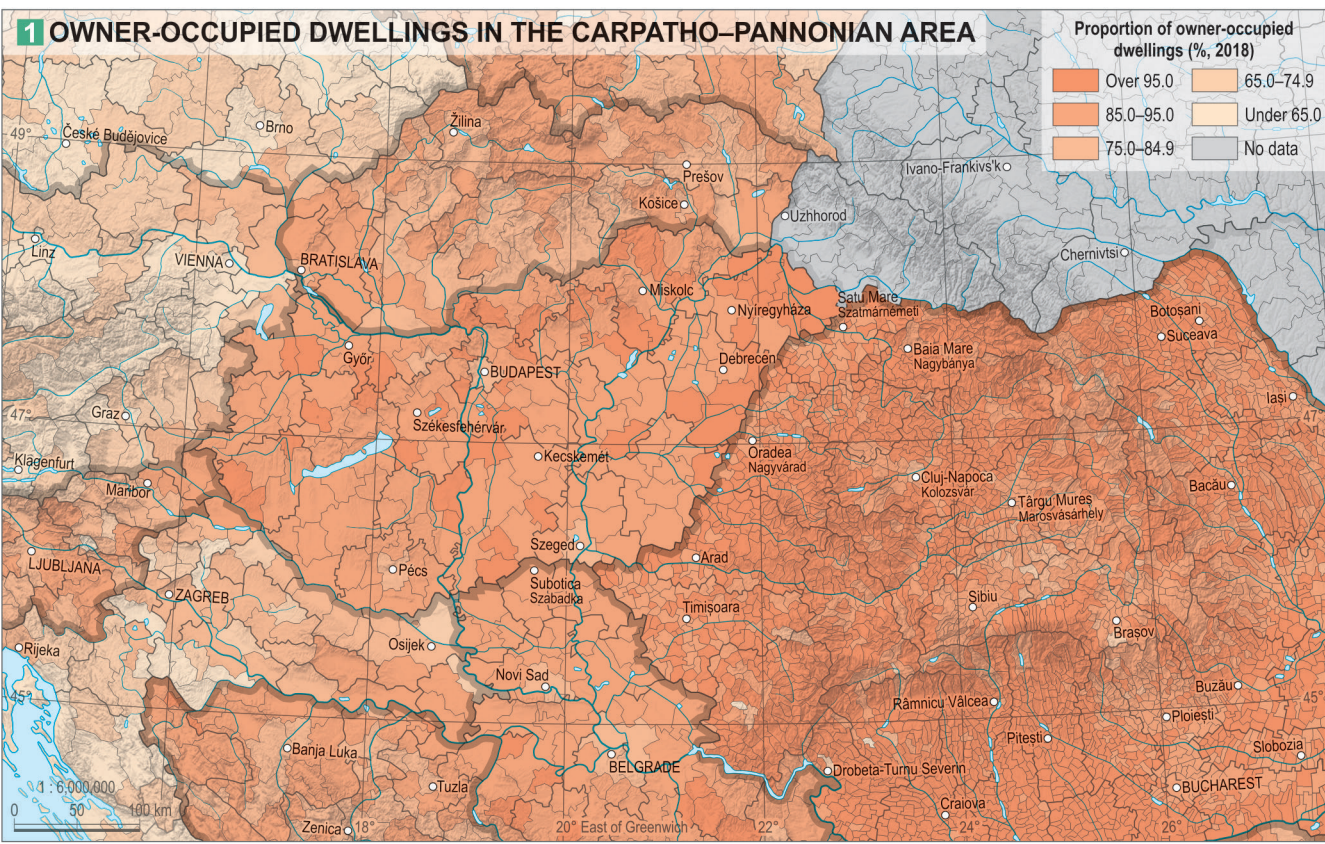 1 OWNER-OCCUPIED DWELLINGS IN THE CARPATHO–PANNONIAN AREA
Proportion of owner-occupied
dwellings (%, 2018)
Over 95.0
85.0–95.0
75.0–84.9
65.0–74.9
Under 65.0
No data
49°
České Budějovice
Brno
Žilina
Prešov
Košice
Ivano-Frankivs'k
Uzhhorod
Chernivtsi
Linz
VIENNA
BRATISLAVA
Miskolc
Nyíregyháza
Satu Mare
Szatmárnémeti
Botoșani
Suceava
Győr
BUDAPEST
Debrecen
Baia Mare
Nagybánya
Iași
47°
Graz
Székesfehérvár
47°
Klagenfurt
Kecskemét
Oradea
Nagyvárad
Cluj-Napoca
Kolozsvár
Târgu Mureș
Marosvásárhely
Bacău
Maribor
LJUBLJANA
Szeged
Arad
Pécs
Subotica
Szabadka
ZAGREB
Timișoara
Sibiu
Brașov
Rijeka
Osijek
Novi Sad
45°
Râmnicu Vâlcea
Buzău
45°
Ploiești
Pitești
Slobozia
Banja Luka
BELGRADE
Drobeta-Turnu Severin
BUCHAREST
Tuzla
Craiova
1 : 6,000,000
0 50 100 km
Zenica
18°
20° East of Greenwich
22°
24°
26°